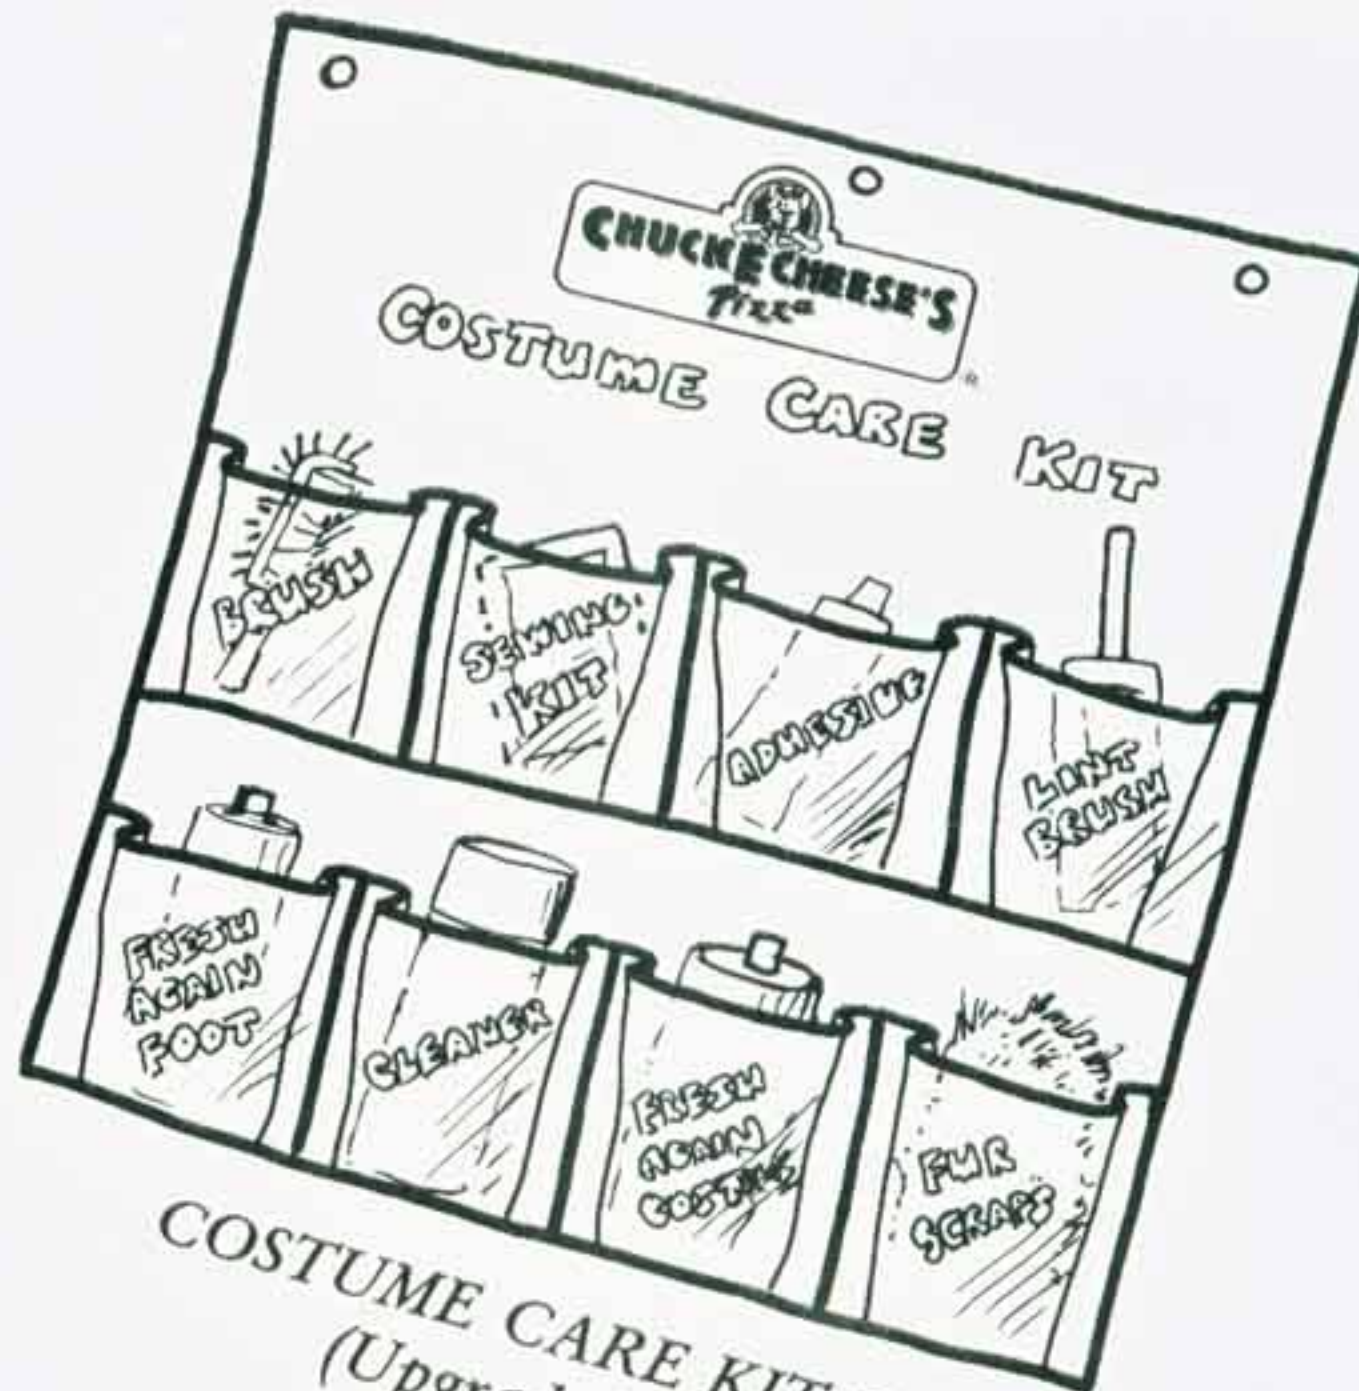 CHUCK E CHEESE'S
Pizza
®
COSTUME CARE KIT
BRUSH
SEWING
KIT
ADHESIVE
LINT
BRUSH
FRESH
AGAIN
FOOT
CLEANER
FRESH
AGAIN
COSTUME
FUR
SCRAPS
COSTUME CARE KIT